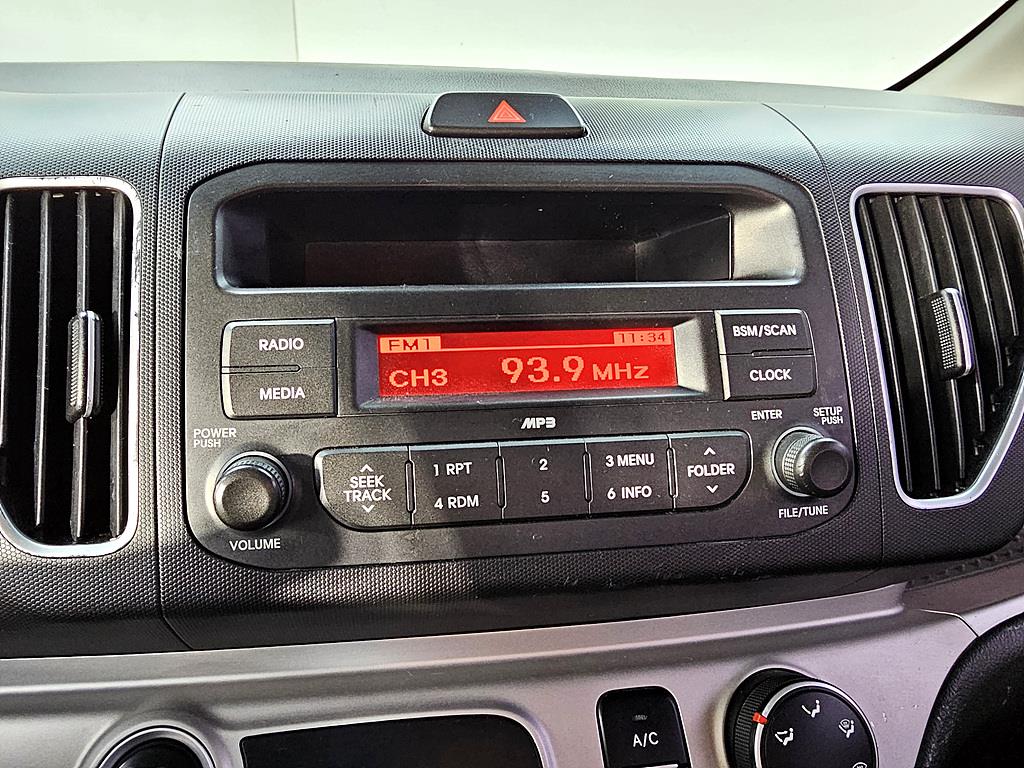 RADIO
MEDIA
FM1 11:34
CH3 93.9 MHz
BSM/SCAN
CLOCK
MP3
POWER
PUSH
ENTER
SETUP
PUSH
SEEK
TRACK
1 RPT
4 RDM
2
5
3 MENU
6 INFO
FOLDER
VOLUME
FILE/TUNE
A/C